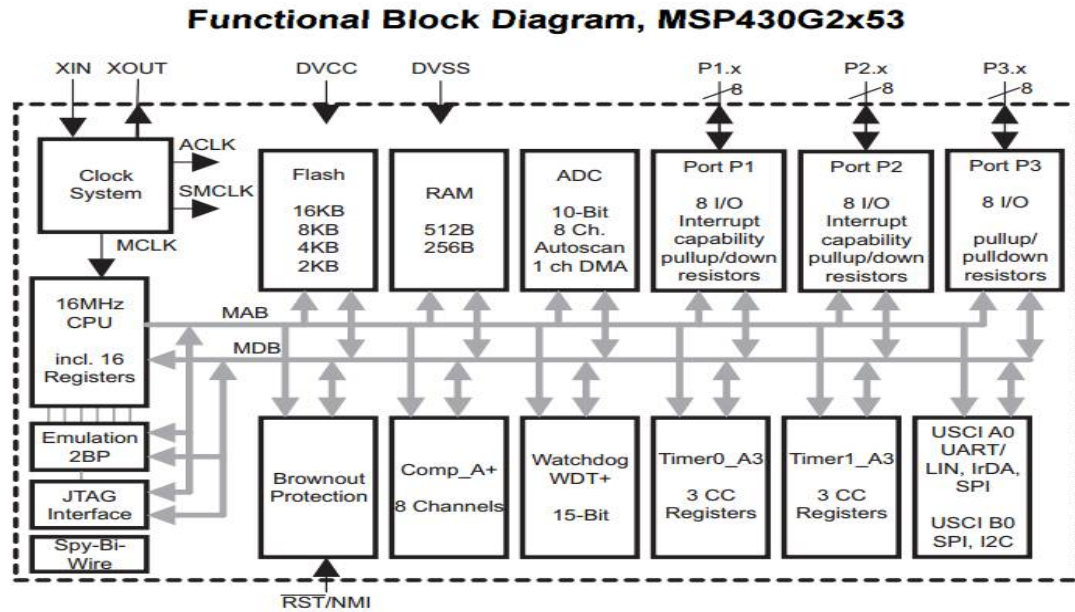 Functional Block Diagram, MSP430G2x53
XIN XOUT DVCC DVSS P1.x P2.x P3.x
8 8 8
ACLK
SMCLK
MCLK
Clock
System
Flash
16KB
8KB
4KB
2KB
RAM
512B
256B
ADC
10-Bit
8 Ch.
Autoscan
1 ch DMA
Port P1
8 I/O
Interrupt
capability
pullup/down
resistors
Port P2
8 I/O
Interrupt
capability
pullup/down
resistors
Port P3
8 I/O
pullup/
pulldown
resistors
16MHz
CPU
incl. 16
Registers
MAB
MDB
Emulation
2BP
JTAG
Interface
Spy-Bi-
Wire
Brownout
Protection
Comp_A+
8 Channels
Watchdog
WDT+
15-Bit
Timer0_A3
3 CC
Registers
Timer1_A3
3 CC
Registers
USCI A0
UART/
LIN, IrDA,
SPI
USCI B0
SPI, I2C
RST/NMI